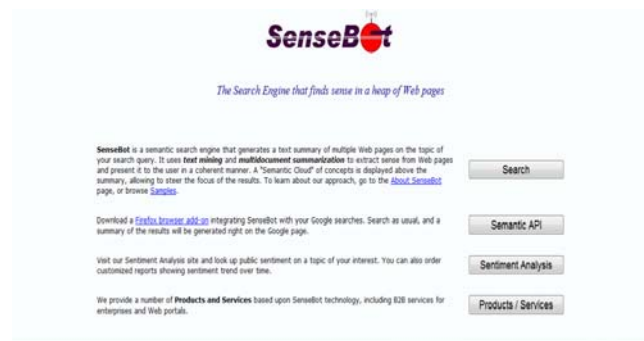 SenseBot
The Search Engine that finds sense in a heap of Web pages
SenseBot is a semantic search engine that generates a text summary of multiple Web pages on the topic of
your search query. It uses text mining and multidocument summarization to extract sense from Web pages
and present it to the user in a coherent manner. A "Semantic Cloud" of concepts is displayed above the
summary, allowing to steer the focus of the results. To learn about our approach, go to the About SenseBot
page, or browse Samples.
Search
Download a Firefox browser add-on integrating SenseBot with your Google searches. Search as usual, and a
summary of the results will be generated right on the Google page.
Semantic API
Visit our Sentiment Analysis site and look up public sentiment on a topic of your interest. You can also order
customized reports showing sentiment trend over time.
Sentiment Analysis
We provide a number of Products and Services based upon SenseBot technology, including B2B services for
enterprises and Web portals.
Products / Services